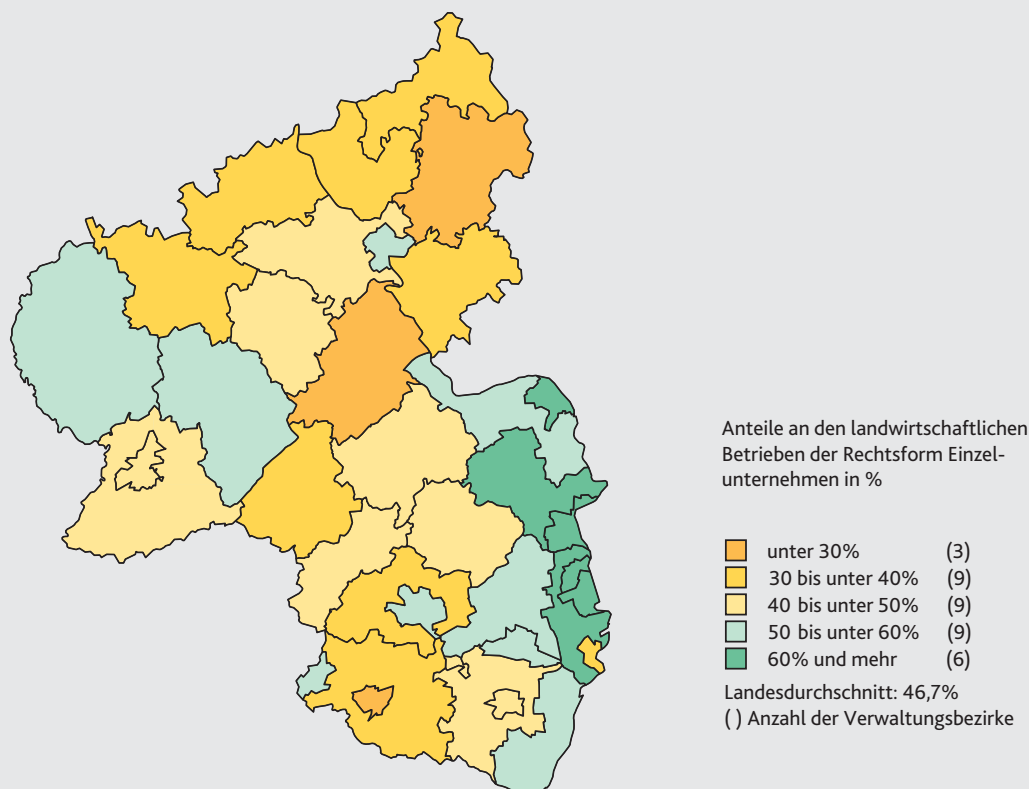 Anteile an den landwirtschaftlichen
Betrieben der Rechtsform Einzel-
unternehmen in %
unter 30% (3)
30 bis unter 40% (9)
40 bis unter 50% (9)
50 bis unter 60% (9)
60% und mehr (6)
Landesdurchschnitt: 46,7%
( ) Anzahl der Verwaltungsbezirke